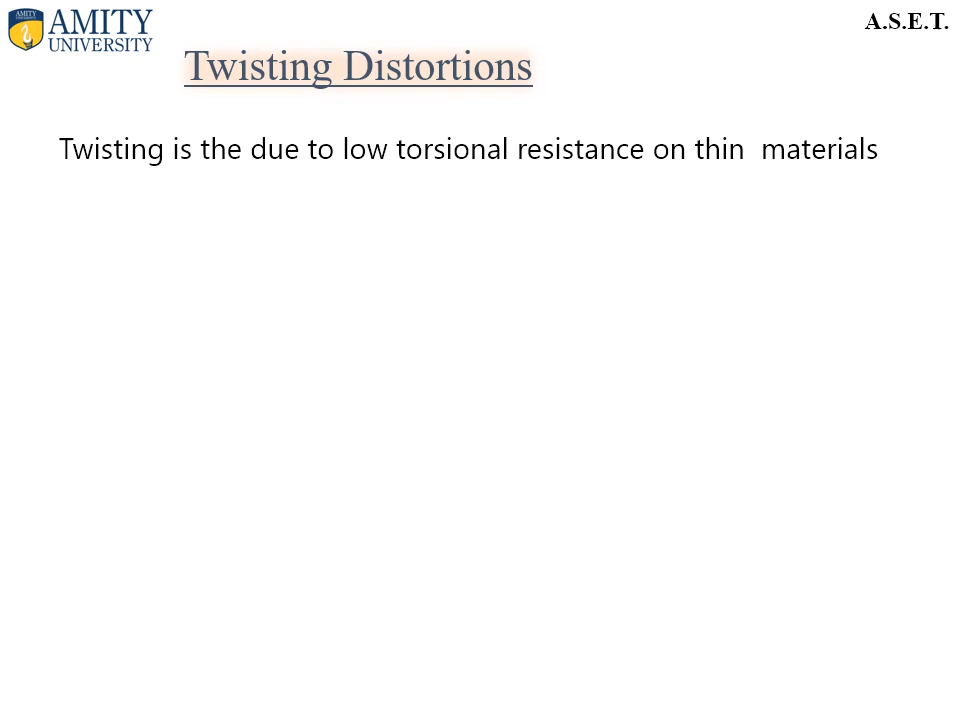 AMITY
UNIVERSITY
A.S.E.T.
Twisting Distortions
Twisting is the due to low torsional resistance on thin  materials